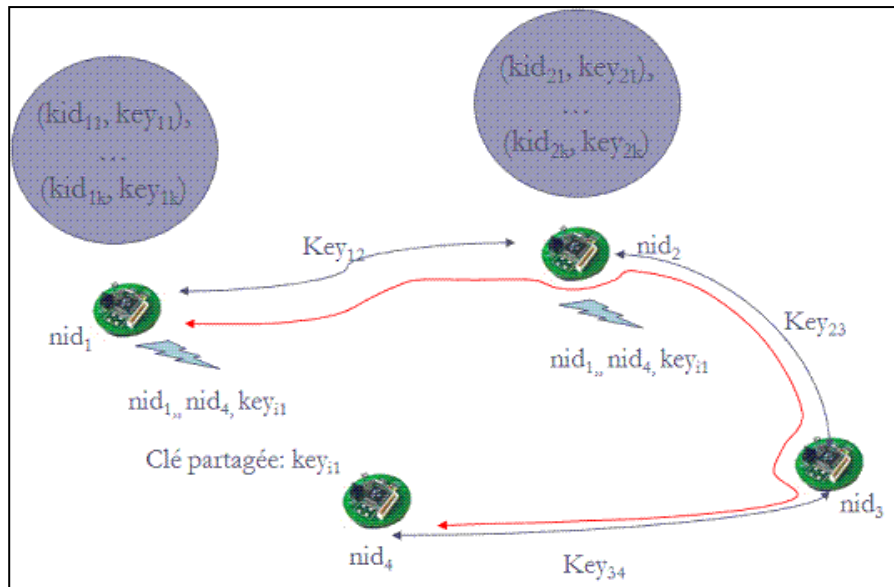 (kid₁₁, key₁₁),
...
(kid₁ₖ, key₁ₖ)
(kid₂₁, key₂₁),
...
(kid₂ₖ, key₂ₖ)
Key₁₂
nid₂
nid₁
Key₂₃
nid₁,, nid₄, keyᵢ₁
nid₁,, nid₄, keyᵢ₁
Clé partagée: keyᵢ₁
nid₃
nid₄
Key₃₄